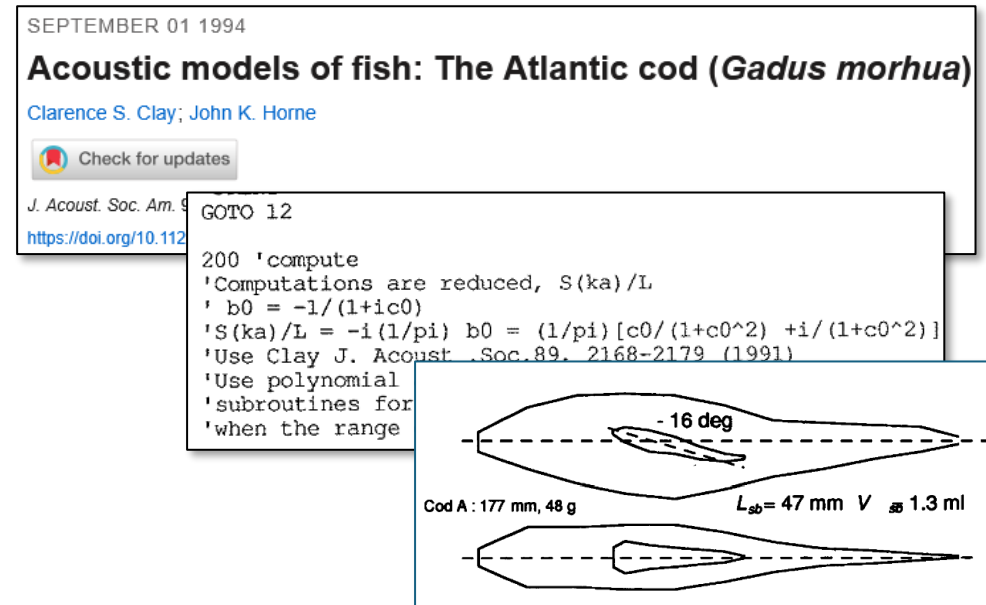 SEPTEMBER 01 1994
Acoustic models of fish: The Atlantic cod (Gadus morhua)
Clarence S. Clay; John K. Horne
Check for updates
J. Acoust. Soc. Am. 9
https://doi.org/10.112
GOTO 12
200 'compute
'Computations are reduced, S(ka)/L
' b0 = -1/(1+ic0)
'S(ka)/L = -i(1/pi) b0 = (1/pi)[c0/(1+c0^2) +i/(1+c0^2)]
'Use Clay J. Acoust .Soc.89, 2168-2179 (1991)
'Use polynomial
'subroutines for
'when the range
- 16 deg
Cod A : 177 mm, 48 g
L sb = 47 mm V sb 1.3 ml